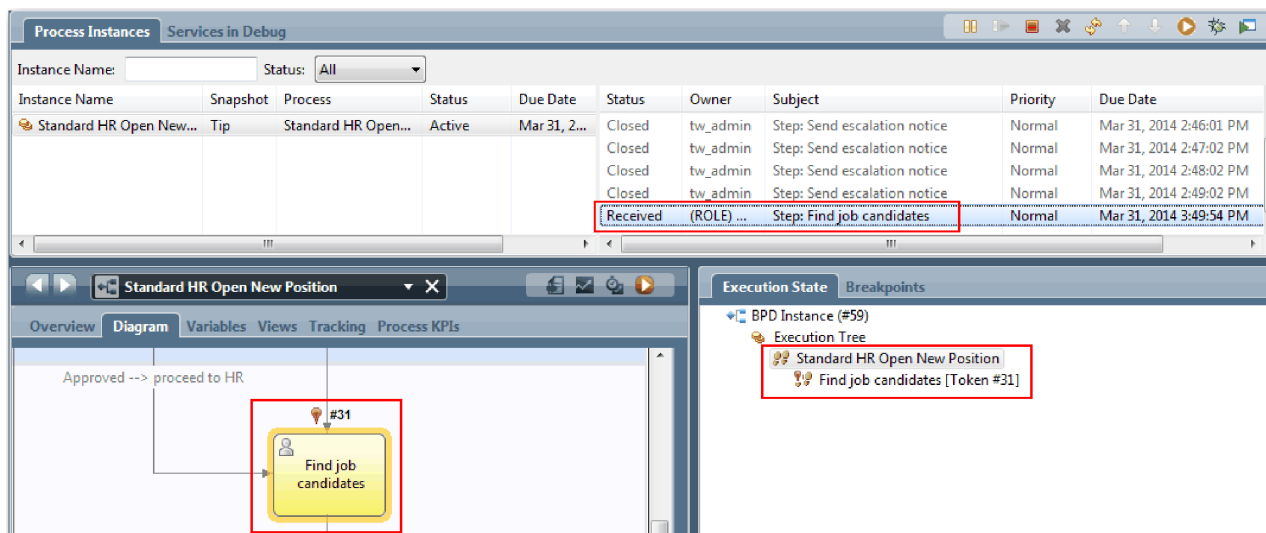 Process Instances Services in Debug
Instance Name: Status: All
Instance Name Snapshot Process Status Due Date Status Owner Subject Priority Due Date
Standard HR Open New... Tip Standard HR Open... Active Mar 31, 2... Closed tw_admin Step: Send escalation notice Normal Mar 31, 2014 2:46:01 PM
Closed tw_admin Step: Send escalation notice Normal Mar 31, 2014 2:47:02 PM
Closed tw_admin Step: Send escalation notice Normal Mar 31, 2014 2:48:02 PM
Closed tw_admin Step: Send escalation notice Normal Mar 31, 2014 2:49:02 PM
Received (ROLE) ... Step: Find job candidates Normal Mar 31, 2014 3:49:54 PM
Standard HR Open New Position
Overview Diagram Variables Views Tracking Process KPIs
Approved --> proceed to HR
#31
Find job
candidates
Execution State Breakpoints
BPD Instance (#59)
Execution Tree
Standard HR Open New Position
Find job candidates [Token #31]